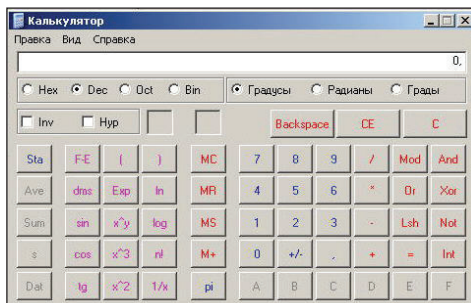 Калькулятор
Правка Вид Справка
0,
Hex Dec Oct Bin Градусы Радианы Грады
Inv Hyp Backspace CE C
Sta F-E ( ) MC 7 8 9 / Mod And
Ave dms Exp ln MR 4 5 6 * Or Xor
Sum sin x^y log MS 1 2 3 - Lsh Not
s cos x^3 n! M+ 0 +/- , + = Int
Dat tg x^2 1/x pi A B C D E F